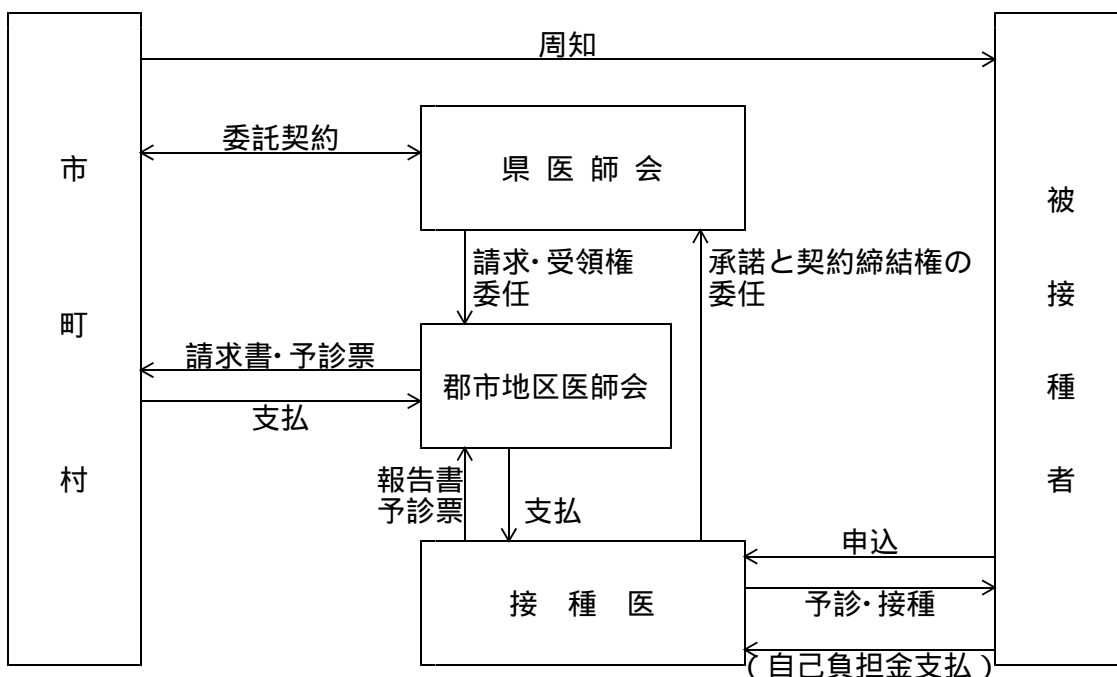 周知
市町村
委託契約
県医師会
被接種者
請求・受領権
委任
承諾と契約締結権の
委任
請求書・予診票
郡市地区医師会
支払
報告書
予診票
支払
申込
接種医
予診・接種
(自己負担金支払)